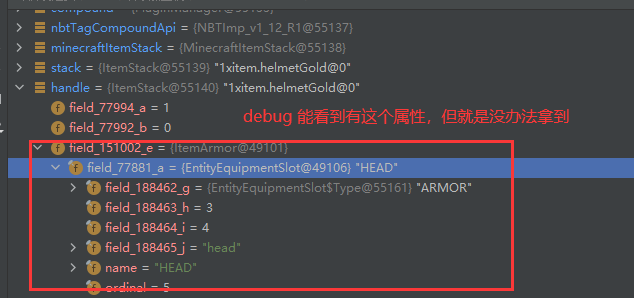 nbtTagCompoundApi = {NBTImp_v1_12_R1@55137}
minecraftItemStack = {MinecraftItemStack@55138}
stack = {ItemStack@55139} "1xitem.helmetGold@0"
handle = {ItemStack@55140} "1xitem.helmetGold@0"
field_77994_a = 1
debug 能看到有这个属性，但就是没办法拿到
field_77992_b = 0
field_151002_e = {ItemArmor@49101}
field_77881_a = {EntityEquipmentSlot@49106} "HEAD"
field_188462_g = {EntityEquipmentSlot$Type@55161} "ARMOR"
field_188463_h = 3
field_188464_i = 4
field_188465_j = "head"
name = "HEAD"
ordinal = 5